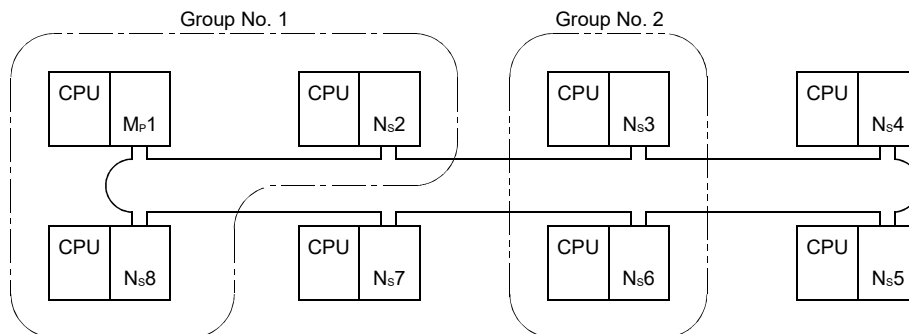 Group No. 1
Group No. 2
CPU
MP1
CPU
NS2
CPU
NS3
CPU
NS4
CPU
NS8
CPU
NS7
CPU
NS6
CPU
NS5